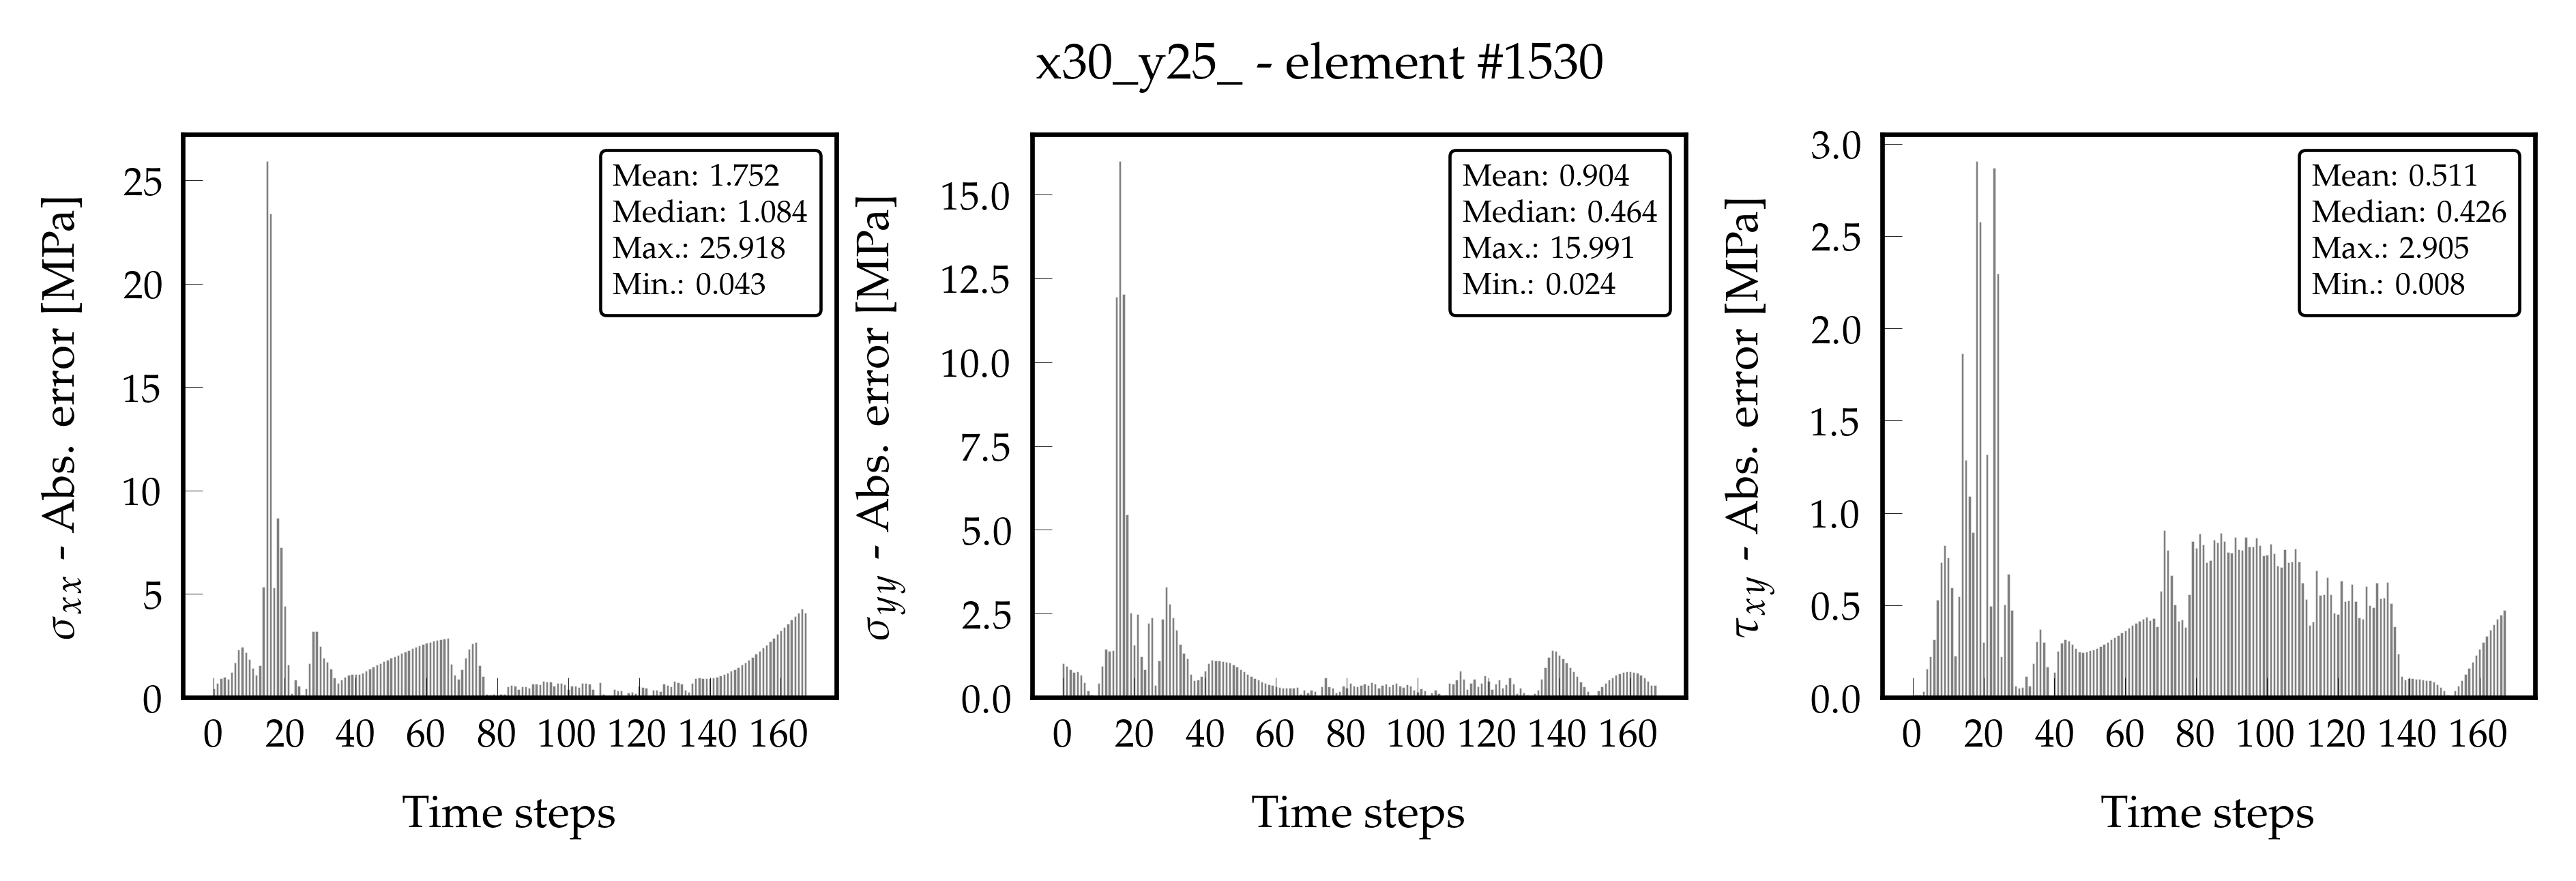 x30_y25_ - element #1530
σxx - Abs. error [MPa]
25
20
15
10
5
0
0 20 40 60 80 100 120 140 160
Time steps
Mean: 1.752
Median: 1.084
Max.: 25.918
Min.: 0.043
σyy - Abs. error [MPa]
15.0
12.5
10.0
7.5
5.0
2.5
0.0
0 20 40 60 80 100 120 140 160
Time steps
Mean: 0.904
Median: 0.464
Max.: 15.991
Min.: 0.024
τxy - Abs. error [MPa]
3.0
2.5
2.0
1.5
1.0
0.5
0.0
0 20 40 60 80 100 120 140 160
Time steps
Mean: 0.511
Median: 0.426
Max.: 2.905
Min.: 0.008